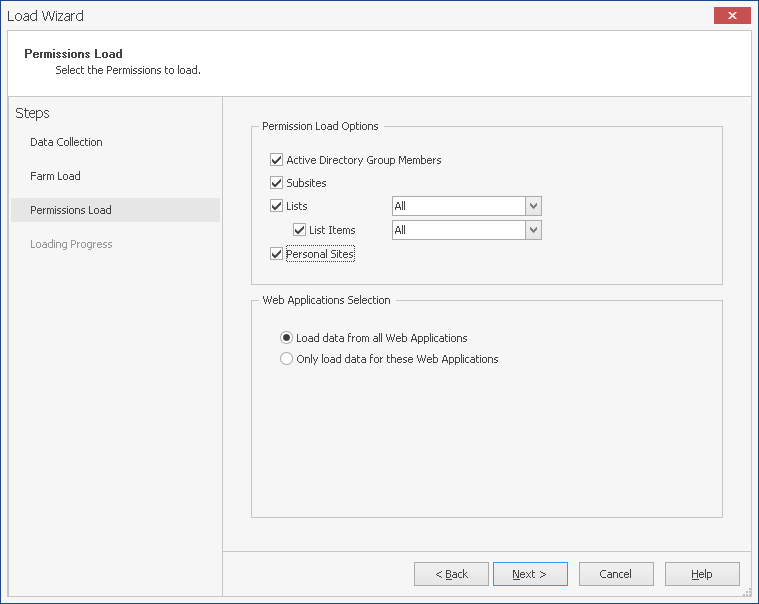 Load Wizard
Permissions Load
Select the Permissions to load.
Steps
Data Collection
Farm Load
Permissions Load
Loading Progress
Permission Load Options
Active Directory Group Members
Subsites
Lists All
List Items All
Personal Sites
Web Applications Selection
Load data from all Web Applications
Only load data for these Web Applications
< Back Next > Cancel Help